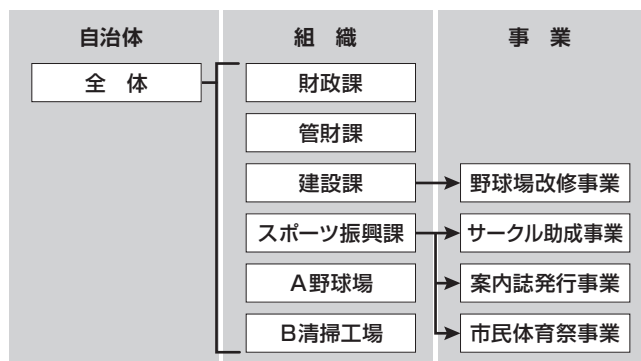 自治体
組　織
事　業
全　体
財政課
管財課
建設課
野球場改修事業
スポーツ振興課
サークル助成事業
A野球場
案内誌発行事業
B清掃工場
市民体育祭事業